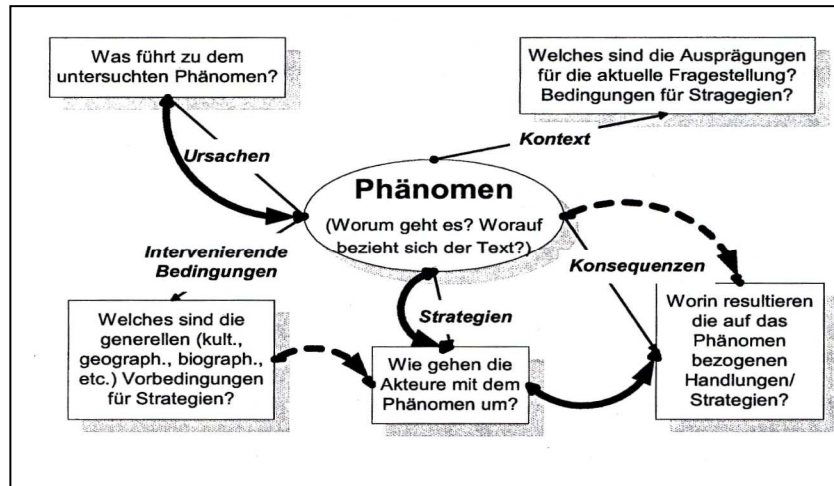 Was führt zu dem
untersuchten Phänomen?
Welches sind die Ausprägungen
für die aktuelle Fragestellung?
Bedingungen für Stragegien?
Ursachen
Kontext
Phänomen
(Worum geht es? Worauf
bezieht sich der Text?)
Intervenierende
Bedingungen
Konsequenzen
Strategien
Welches sind die
generellen (kult.,
geograph., biograph.,
etc.) Vorbedingungen
für Strategien?
Wie gehen die
Akteure mit dem
Phänomen um?
Worin resultieren
die auf das
Phänomen
bezogenen
Handlungen/
Strategien?